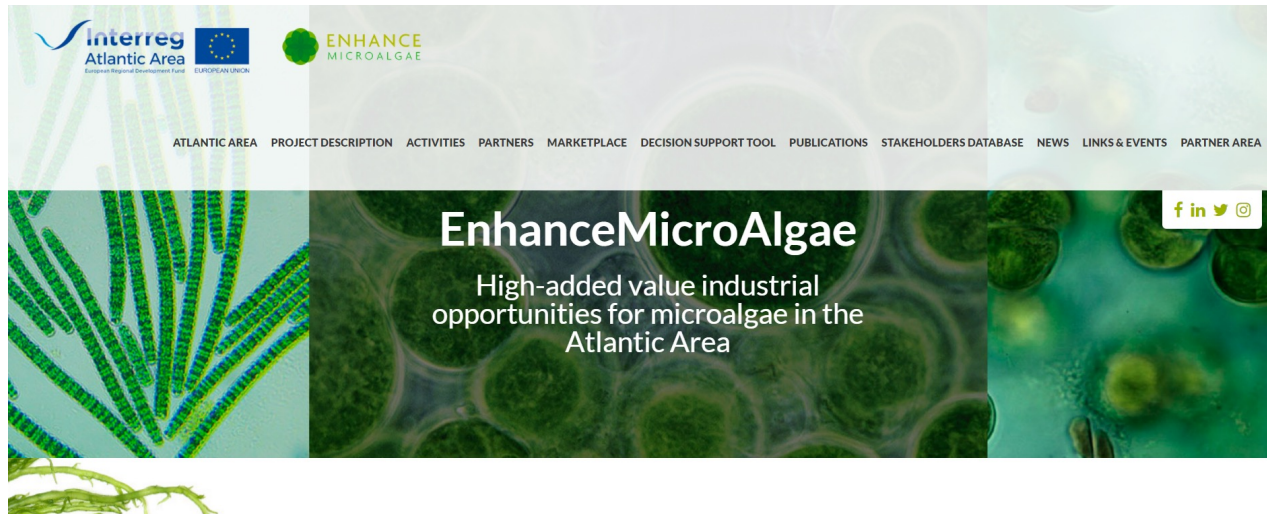 Interreg
Atlantic Area
European Regional Development Fund
EUROPEAN UNION
ENHANCE
MICROALGAE
ATLANTIC AREA PROJECT DESCRIPTION ACTIVITIES PARTNERS MARKETPLACE DECISION SUPPORT TOOL PUBLICATIONS STAKEHOLDERS DATABASE NEWS LINKS & EVENTS PARTNER AREA
EnhanceMicroAlgae
High-added value industrial
opportunities for microalgae in the
Atlantic Area